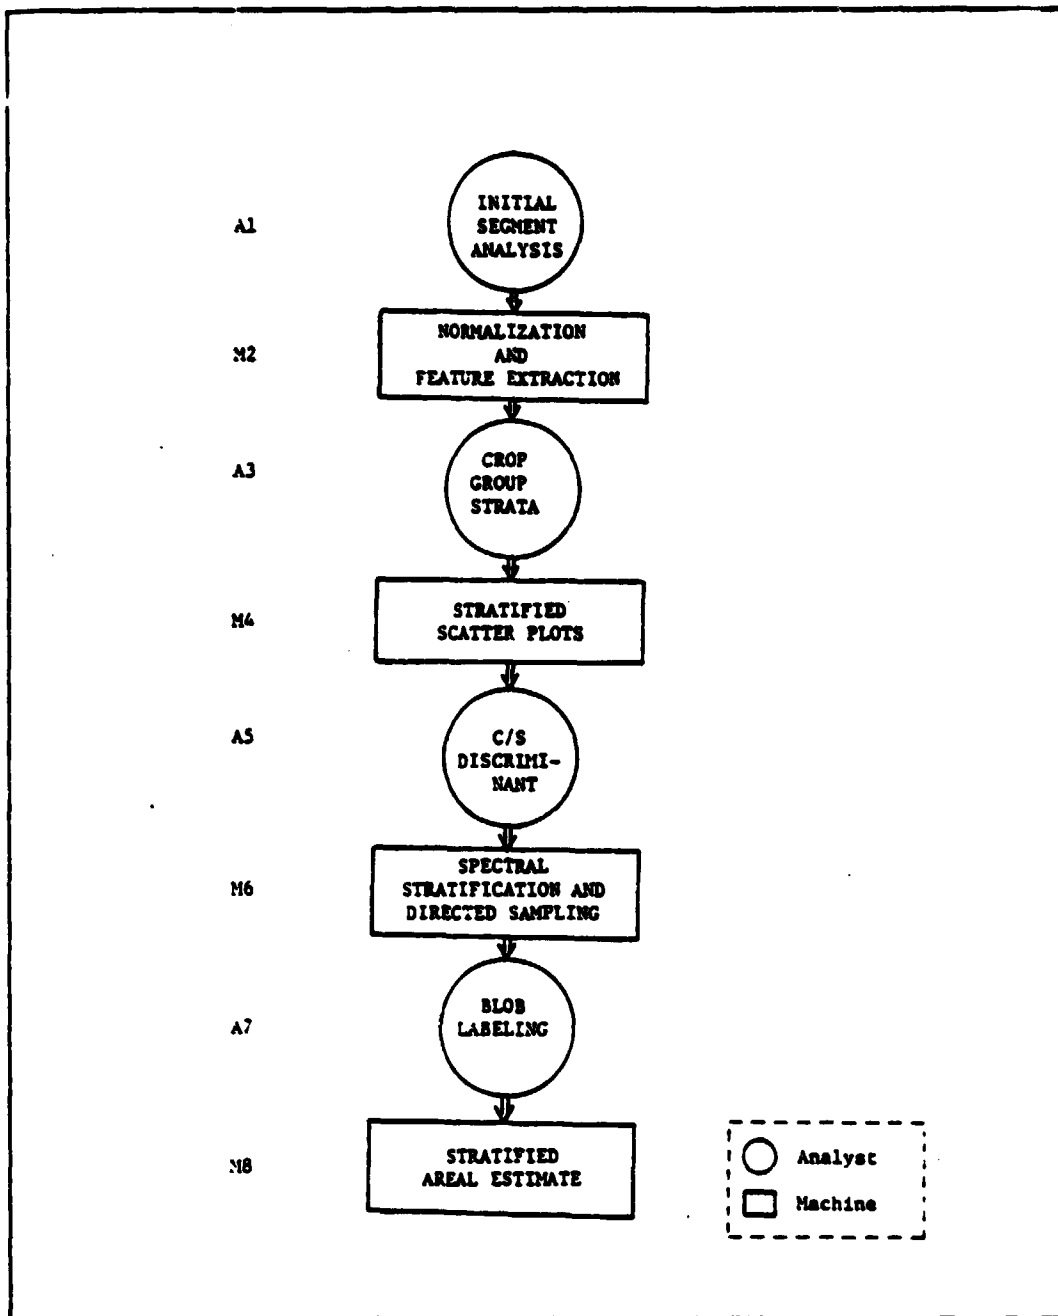 A1
INITIAL
SEGMENT
ANALYSIS
M2
NORMALIZATION
AND
FEATURE EXTRACTION
A3
CROP
GROUP
STRATA
M4
STRATIFIED
SCATTER PLOTS
A5
C/S
DISCRIMI-
NANT
M6
SPECTRAL
STRATIFICATION AND
DIRECTED SAMPLING
A7
BLOB
LABELING
M8
STRATIFIED
AREAL ESTIMATE
Analyst
Machine